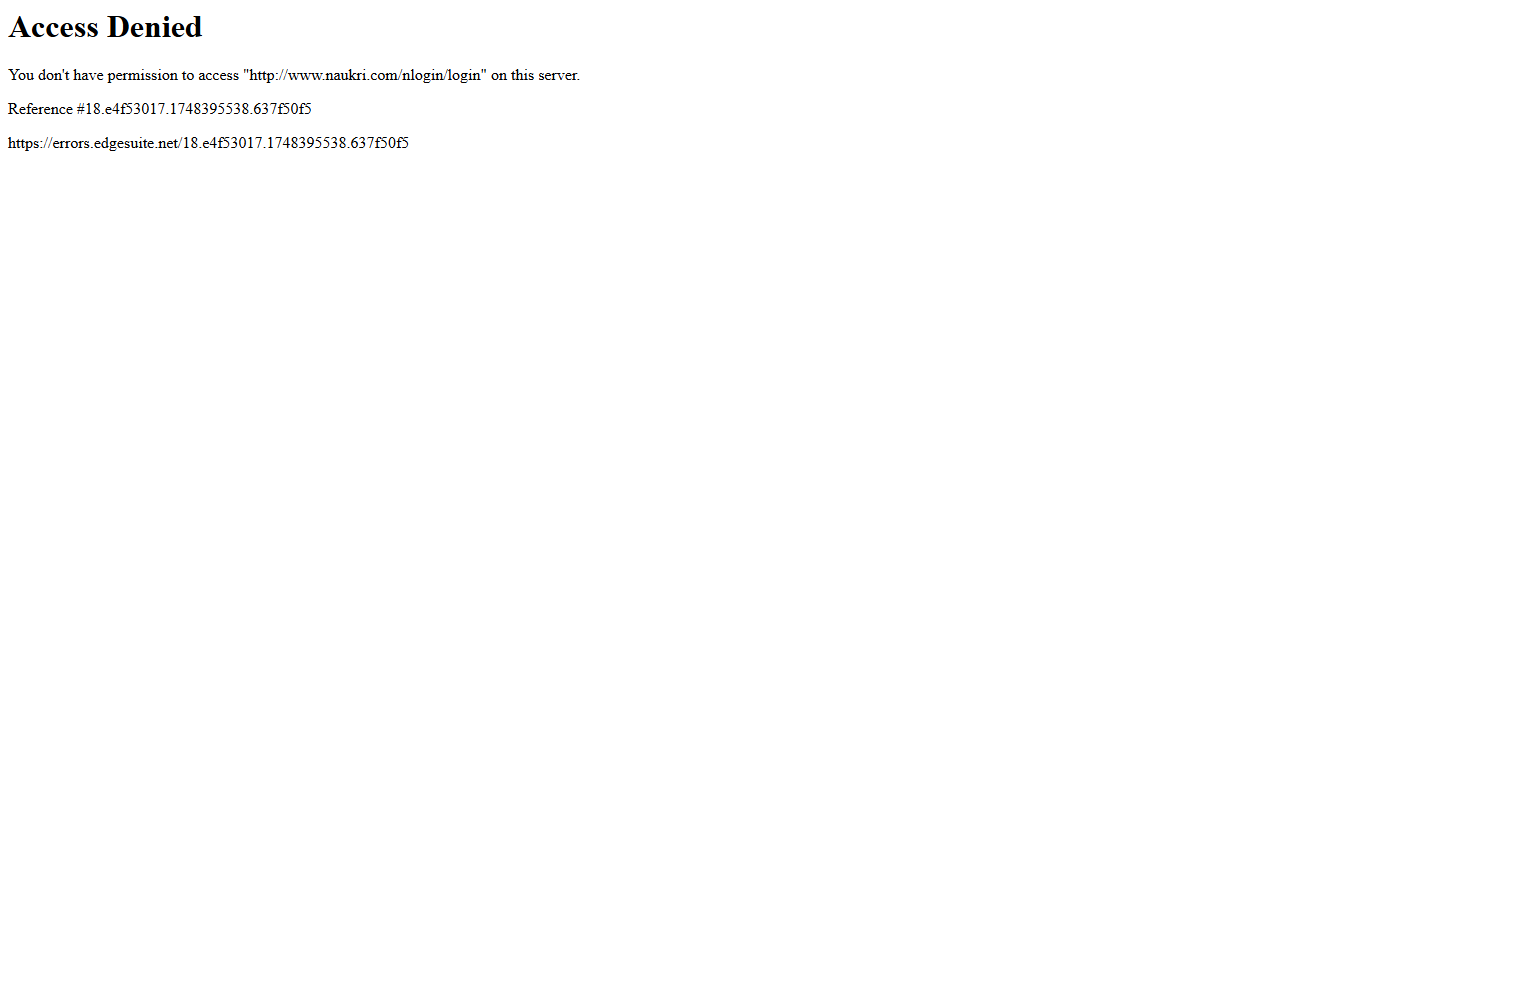 Access Denied
You don't have permission to access "http://www.naukri.com/nlogin/login" on this server.
Reference #18.e4f53017.1748395538.637f50f5
https://errors.edgesuite.net/18.e4f53017.1748395538.637f50f5